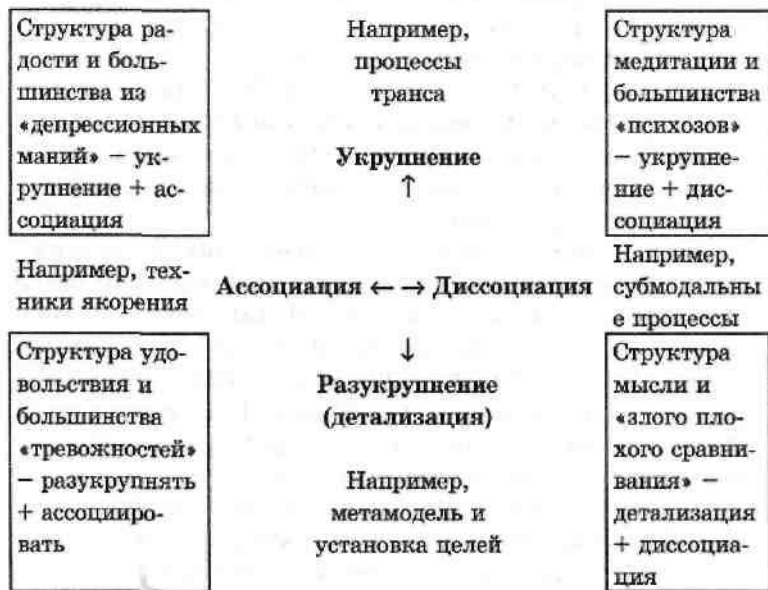 Структура ра-
дости и боль-
шинства из
«депрессионных
маний» – ук-
рупнение + ас-
социация
Например,
процессы
транса
Укрупнение
↑
Структура
медитации и
большинства
«психозов»
– укрупне-
ние + дис-
социация
Например, тех-
ники якорения
Ассоциация ← → Диссоциация
Например,
субмодальны
е процессы
Структура удо-
вольствия и
большинства
«тревожностей»
– разукрупнять
+ ассоцииро-
вать
↓
Разукрупнение
(детализация)
Например,
метамодель и
установка целей
Структура
мысли и
«злого пло-
хого сравни-
вания» –
детализация
+ диссоциа-
ция